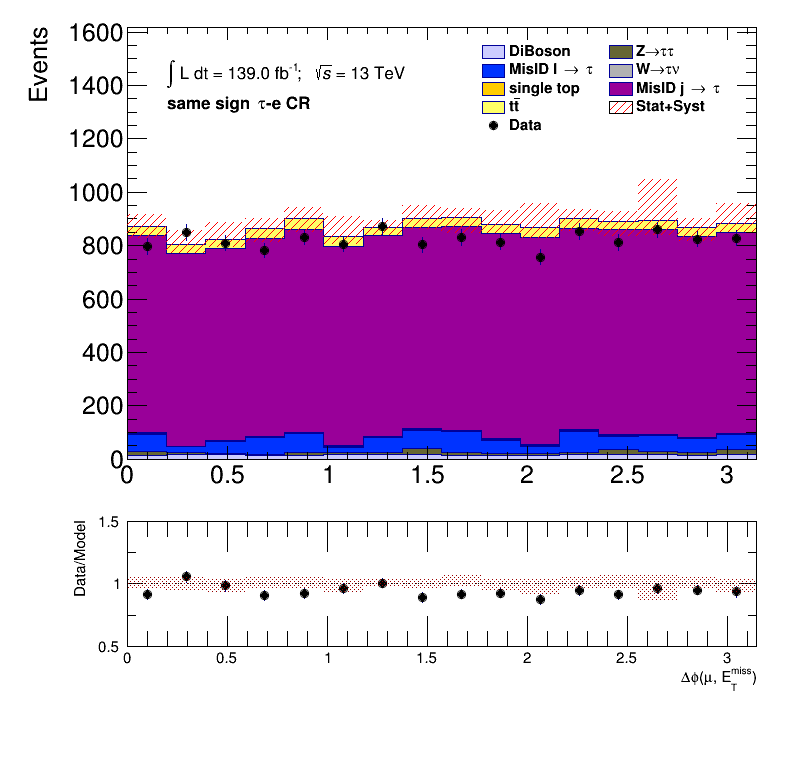 Events
1600
1400
1200
1000
800
600
400
200
0
∫ L dt = 139.0 fb⁻¹; √s = 13 TeV
same sign τ-e CR
DiBoson Z→ττ
MisID l → τ W→τν
single top MisID j → τ
tt̄ Stat+Syst
Data
0 0.5 1 1.5 2 2.5 3
Data/Model
1.5
1
0.5
0 0.5 1 1.5 2 2.5 3
Δϕ(μ, E_T^miss)